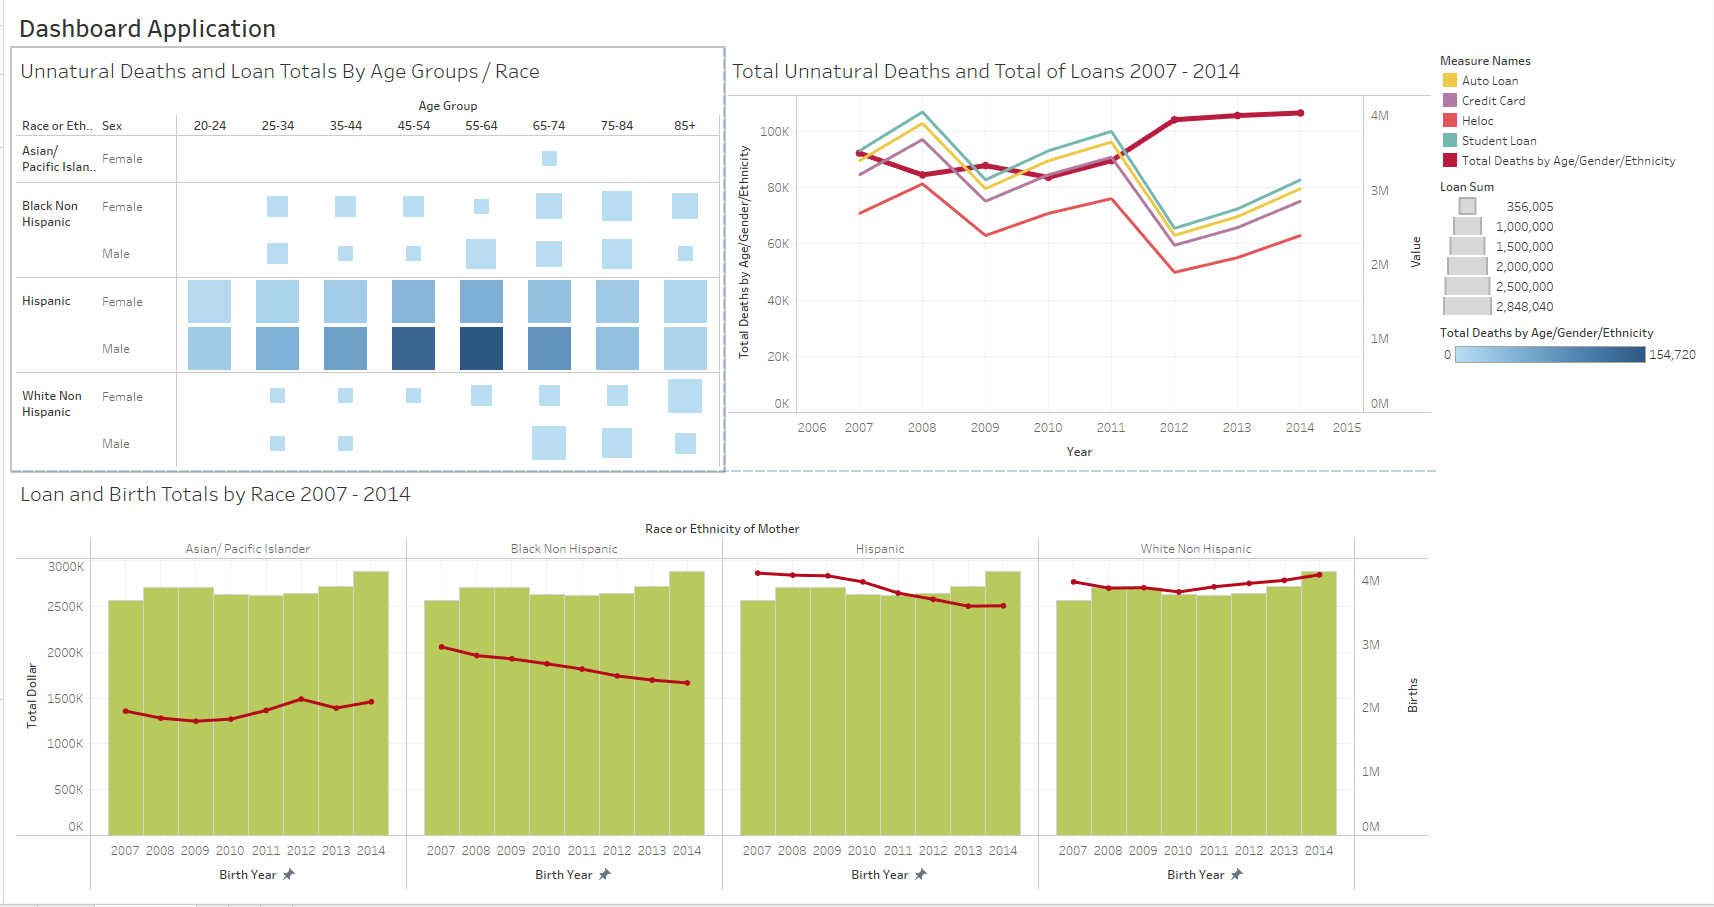 Dashboard Application
Unnatural Deaths and Loan Totals By Age Groups / Race
Age Group
Race or Eth.. Sex 20-24 25-34 35-44 45-54 55-64 65-74 75-84 85+
Asian/
Pacific Islan..
Female
Black Non
Hispanic
Female
Male
Hispanic
Female
Male
White Non
Hispanic
Female
Male
Total Unnatural Deaths and Total of Loans 2007 - 2014
Total Deaths by Age/Gender/Ethnicity
100K
80K
60K
40K
20K
0K
4M
3M
2M
1M
0M
Value
2006 2007 2008 2009 2010 2011 2012 2013 2014 2015
Year
Measure Names
Auto Loan
Credit Card
Heloc
Student Loan
Total Deaths by Age/Gender/Ethnicity
Loan Sum
356,005
1,000,000
1,500,000
2,000,000
2,500,000
2,848,040
Total Deaths by Age/Gender/Ethnicity
0 154,720
Loan and Birth Totals by Race 2007 - 2014
Race or Ethnicity of Mother
Asian/ Pacific Islander Black Non Hispanic Hispanic White Non Hispanic
Total Dollar
3000K
2500K
2000K
1500K
1000K
500K
0K
4M
3M
2M
1M
0M
Births
2007 2008 2009 2010 2011 2012 2013 2014 2007 2008 2009 2010 2011 2012 2013 2014 2007 2008 2009 2010 2011 2012 2013 2014 2007 2008 2009 2010 2011 2012 2013 2014
Birth Year Birth Year Birth Year Birth Year